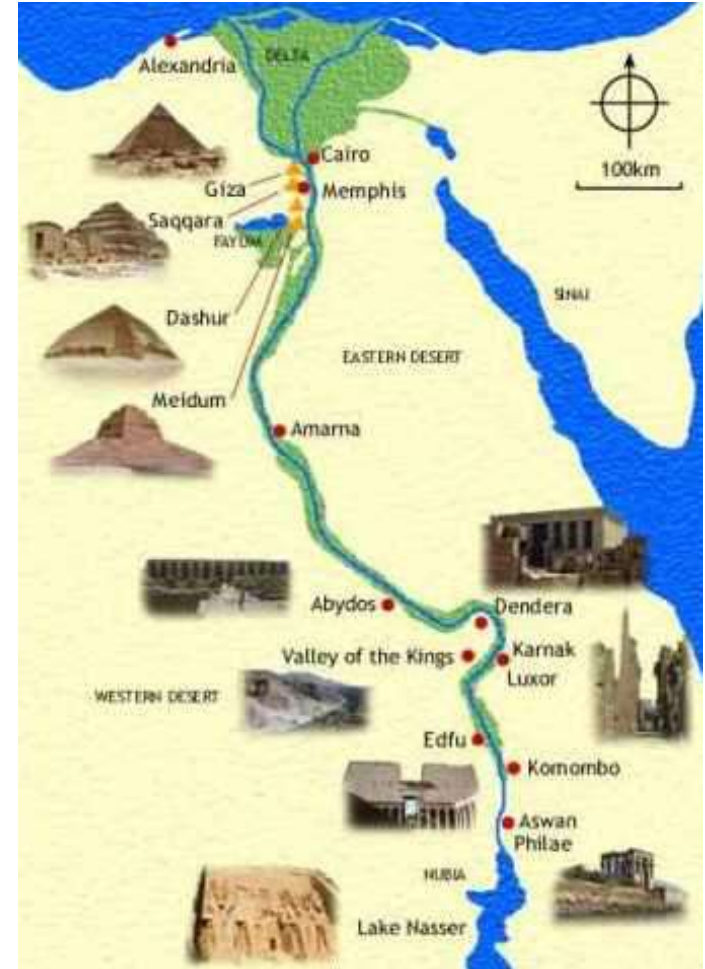 DELTA
Alexandria
Cairo
100km
Giza
Memphis
Saqqara
FAYUM
SINAI
Dashur
EASTERN DESERT
Meidum
Amarna
Abydos
Dendera
Valley of the Kings
Karnak
Luxor
WESTERN DESERT
Edfu
Komombo
Aswan
Philae
NUBIA
Lake Nasser